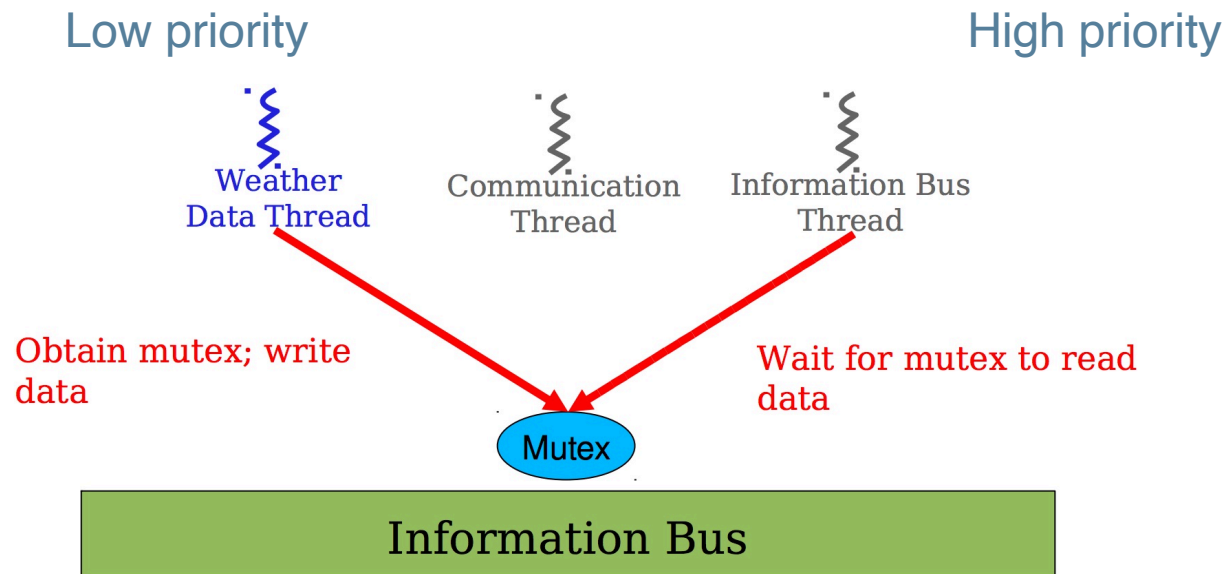 Low priority
High priority
Weather
Data Thread
Communication
Thread
Information Bus
Thread
Obtain mutex; write
data
Wait for mutex to read
data
Mutex
Information Bus